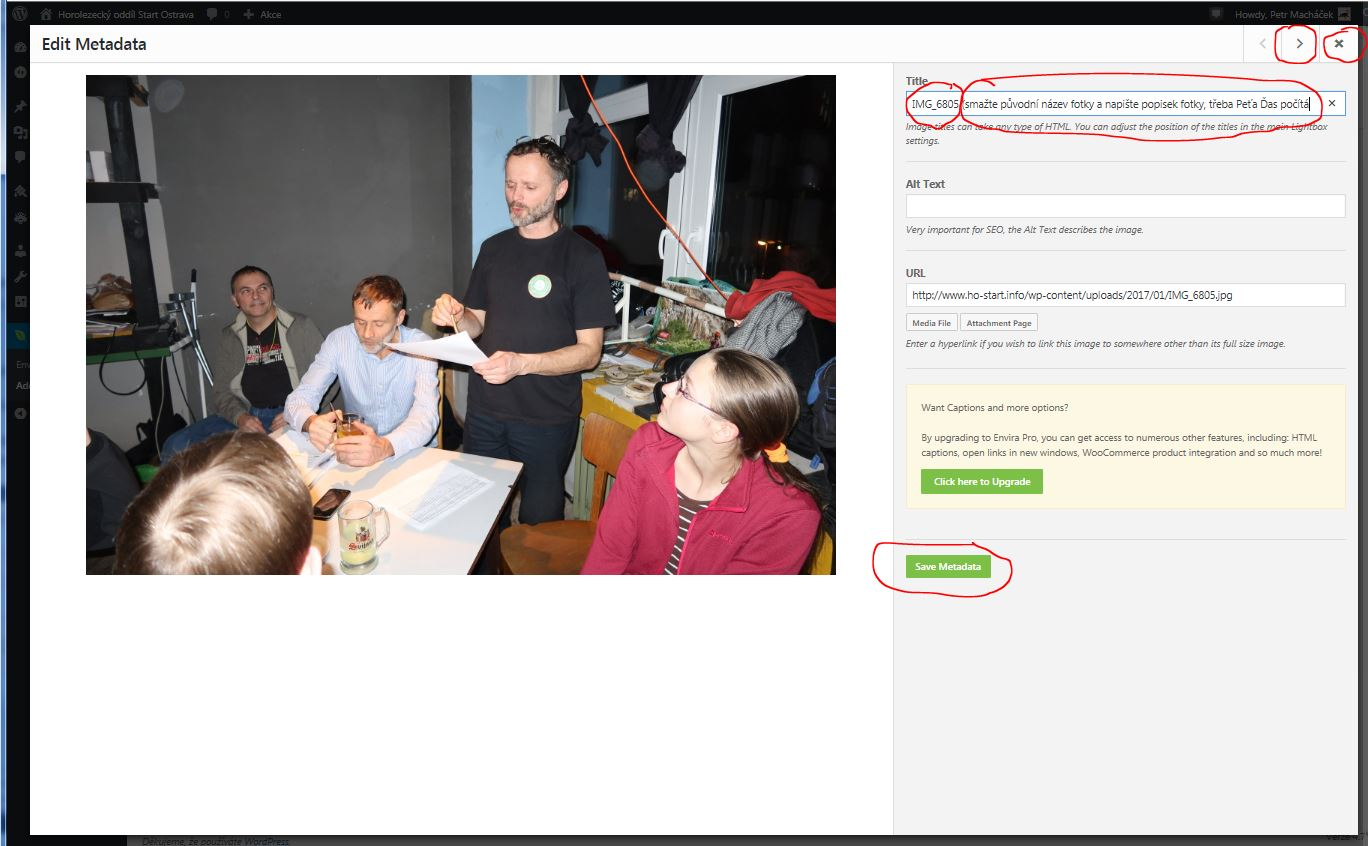 Horolezecký oddíl Start Ostrava 0 Akce Howdy, Petr Macháček
Edit Metadata
Title
IMG_6805 (smažte původní název fotky a napište popisek fotky, třeba Peťa Ďas počítá
Image titles can take any type of HTML. You can adjust the position of the titles in the main Lightbox
settings.
Alt Text
Very important for SEO, the Alt Text describes the image.
URL
http://www.ho-start.info/wp-content/uploads/2017/01/IMG_6805.jpg
Media File Attachment Page
Enter a hyperlink if you wish to link this image to somewhere other than its full size image.
Want Captions and more options?
By upgrading to Envira Pro, you can get access to numerous other features, including: HTML
captions, open links in new windows, WooCommerce product integration and so much more!
Click here to Upgrade
Save Metadata
Env
Add
Svijany
Děkujeme, že používáte WordPress.